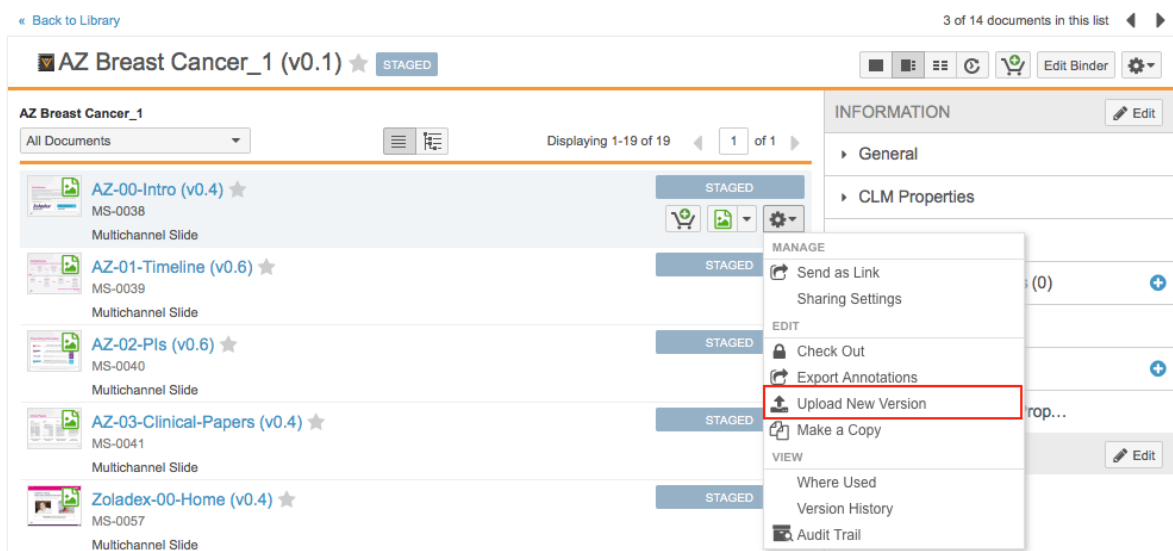 « Back to Library
3 of 14 documents in this list
AZ Breast Cancer_1 (v0.1) STAGED
Edit Binder
AZ Breast Cancer_1
All Documents
Displaying 1-19 of 19
1 of 1
INFORMATION
Edit
General
CLM Properties
AZ-00-Intro (v0.4)
STAGED
MS-0038
Multichannel Slide
AZ-01-Timeline (v0.6)
STAGED
MS-0039
Multichannel Slide
AZ-02-PIs (v0.6)
STAGED
MS-0040
Multichannel Slide
AZ-03-Clinical-Papers (v0.4)
STAGED
MS-0041
Multichannel Slide
Zoladex-00-Home (v0.4)
STAGED
MS-0057
Multichannel Slide
MANAGE
Send as Link
Sharing Settings
EDIT
Check Out
Export Annotations
Upload New Version
Make a Copy
VIEW
Where Used
Version History
Audit Trail
(0)
rop...
Edit